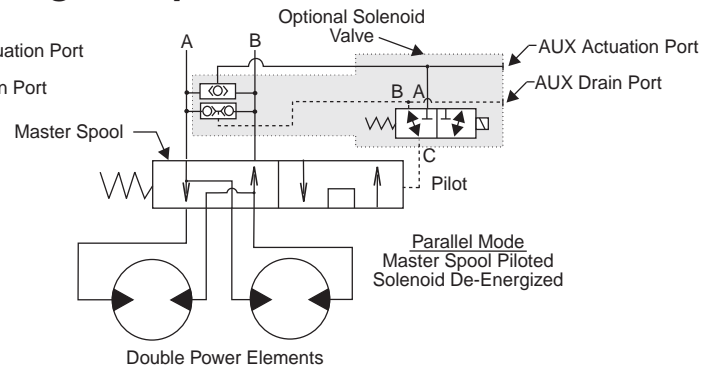 Optional Solenoid
Valve
uation Port
A
B
AUX Actuation Port
n Port
AUX Drain Port
B A
Master Spool
C
Pilot
Parallel Mode
Master Spool Piloted
Solenoid De-Energized
Double Power Elements